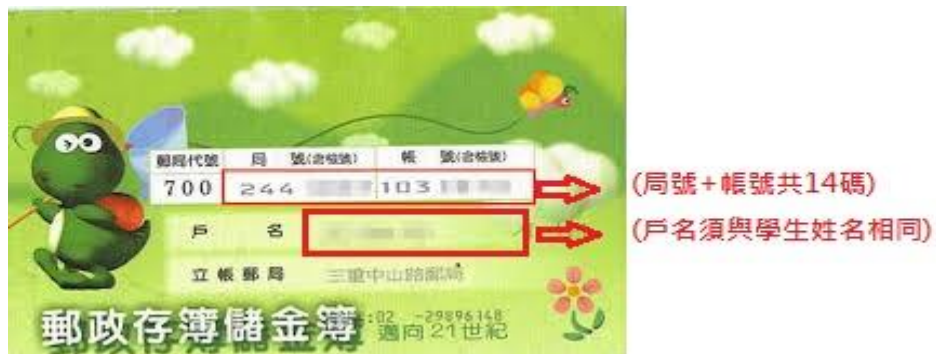 郵局代號 局 號(含檢號) 帳 號(含檢號)
700 244 103
(局號+帳號共14碼)
戶 名
(戶名須與學生姓名相同)
立帳郵局 三重中山路郵局
郵政存簿儲金簿
:02 -29896148
邁向21世紀